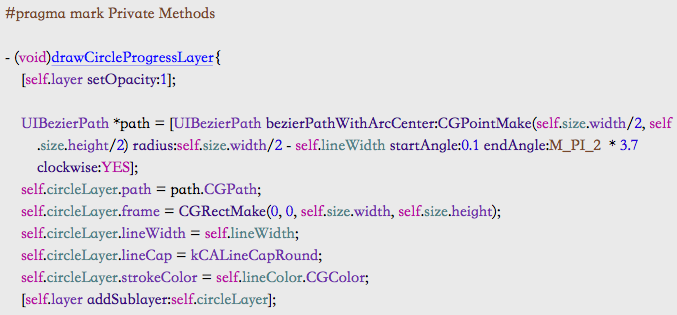 #pragma mark Private Methods
- (void)drawCircleProgressLayer{
[self.layer setOpacity:1];
UIBezierPath *path = [UIBezierPath bezierPathWithArcCenter:CGPointMake(self.size.width/2, self
.size.height/2) radius:self.size.width/2 - self.lineWidth startAngle:0.1 endAngle:M_PI_2 * 3.7
clockwise:YES];
self.circleLayer.path = path.CGPath;
self.circleLayer.frame = CGRectMake(0, 0, self.size.width, self.size.height);
self.circleLayer.lineWidth = self.lineWidth;
self.circleLayer.lineCap = kCALineCapRound;
self.circleLayer.strokeColor = self.lineColor.CGColor;
[self.layer addSublayer:self.circleLayer];